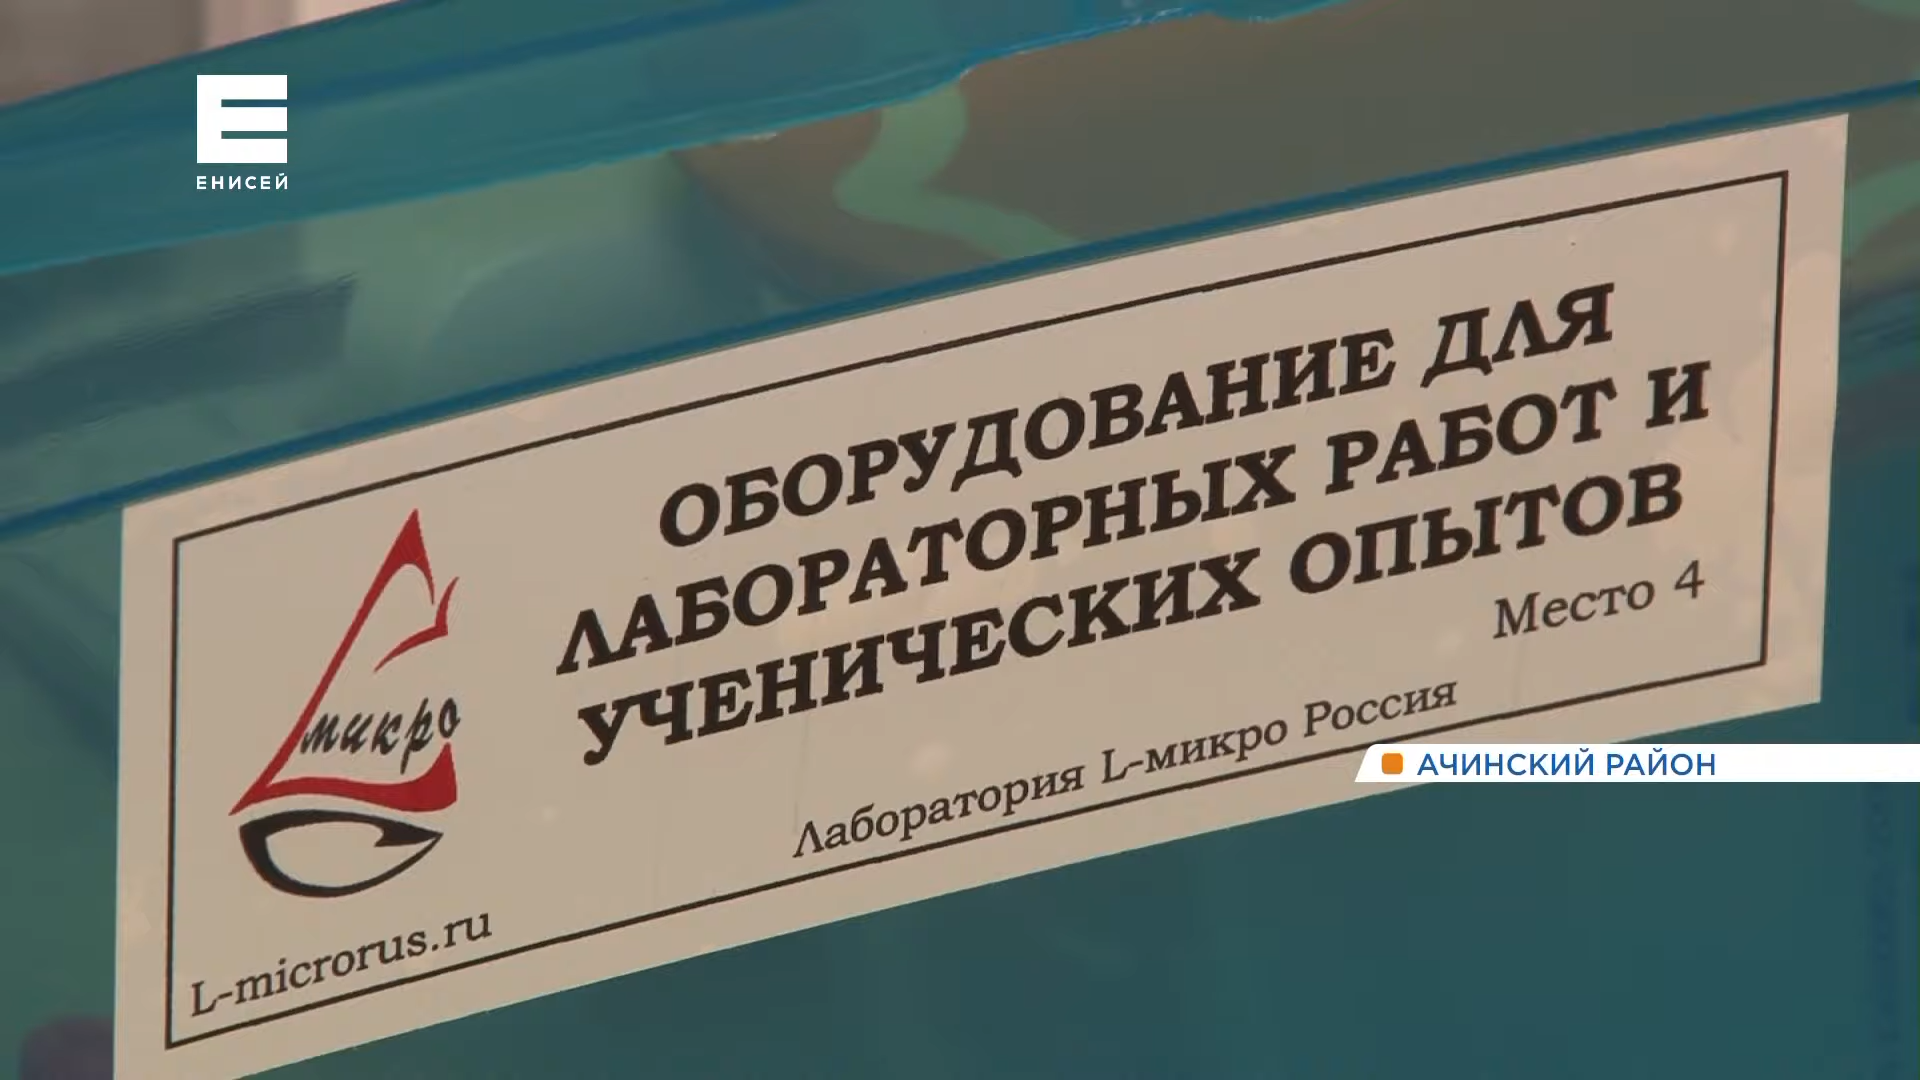 ЕНИСЕЙ
ОБОРУДОВАНИЕ ДЛЯ
ЛАБОРАТОРНЫХ РАБОТ И
УЧЕНИЧЕСКИХ ОПЫТОВ
Место 4
микро
Лаборатория L-микро Россия
L-microrus.ru
АЧИНСКИЙ РАЙОН